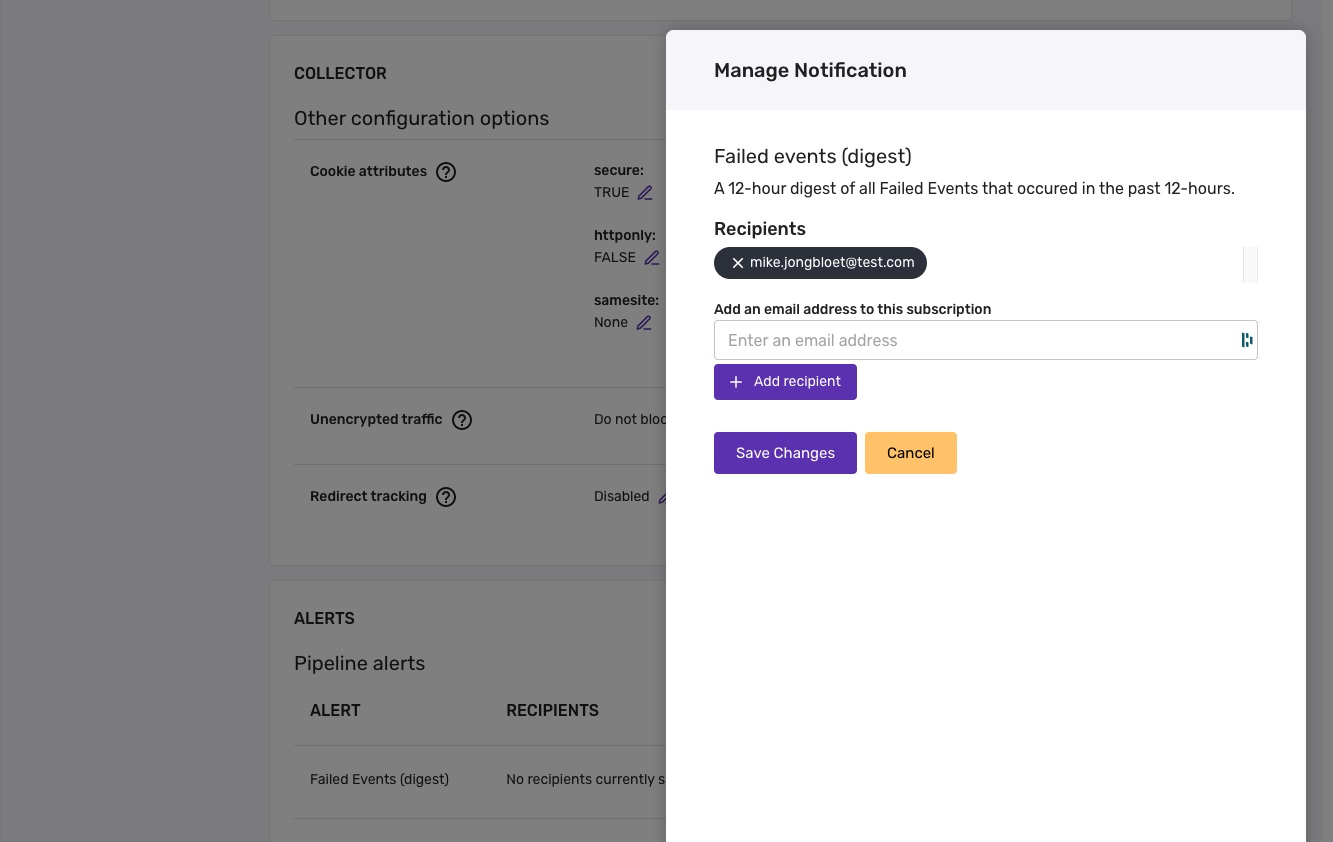 COLLECTOR
Other configuration options
Cookie attributes
secure:
TRUE
httponly:
FALSE
samesite:
None
Unencrypted traffic
Do not bloc
Redirect tracking
Disabled
ALERTS
Pipeline alerts
ALERT RECIPIENTS
Failed Events (digest) No recipients currently s
Manage Notification
Failed events (digest)
A 12-hour digest of all Failed Events that occured in the past 12-hours.
Recipients
mike.jongbloet@test.com
Add an email address to this subscription
Enter an email address
Add recipient
Save Changes Cancel